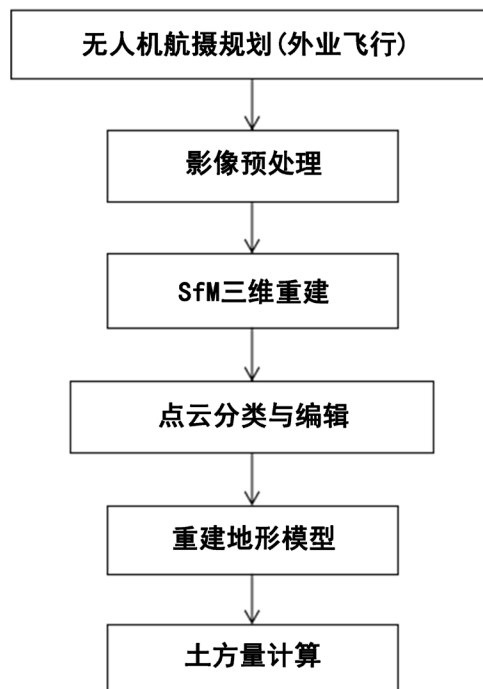 无人机航摄规划(外业飞行)
影像预处理
SfM三维重建
点云分类与编辑
重建地形模型
土方量计算